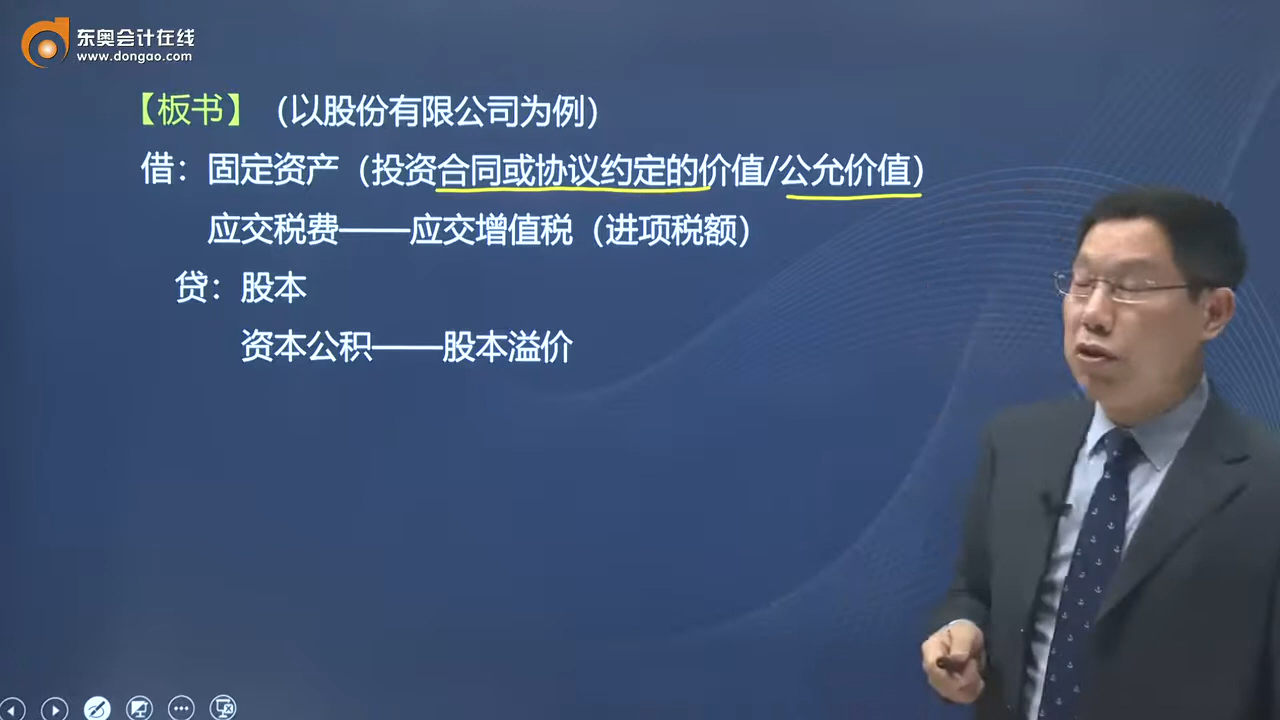 东奥会计在线
www.dongao.com
【板书】（以股份有限公司为例）
借：固定资产（投资合同或协议约定的价值/公允价值）
应交税费——应交增值税（进项税额）
贷：股本
资本公积——股本溢价